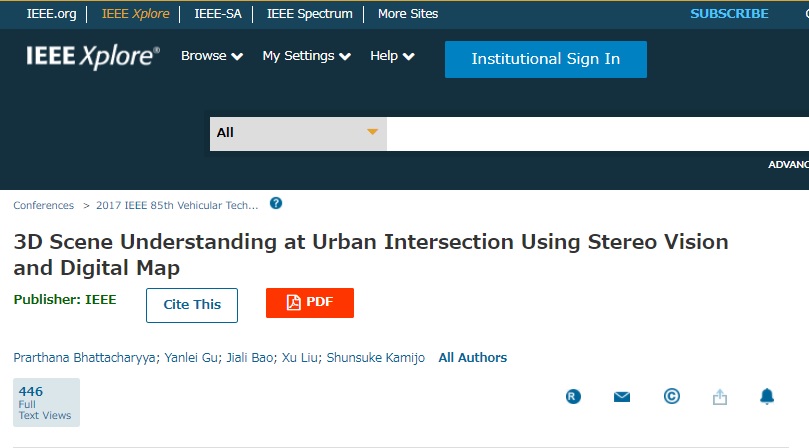 IEEE.org
IEEE Xplore
IEEE-SA
IEEE Spectrum
More Sites
SUBSCRIBE
IEEE Xplore®
Browse
My Settings
Help
Institutional Sign In
All
ADVANC
Conferences > 2017 IEEE 85th Vehicular Tech... ?
3D Scene Understanding at Urban Intersection Using Stereo Vision
and Digital Map
Publisher: IEEE
Cite This
PDF
Prarthana Bhattacharyya; Yanlei Gu; Jiali Bao; Xu Liu; Shunsuke Kamijo All Authors
446
Full
Text Views
R
©